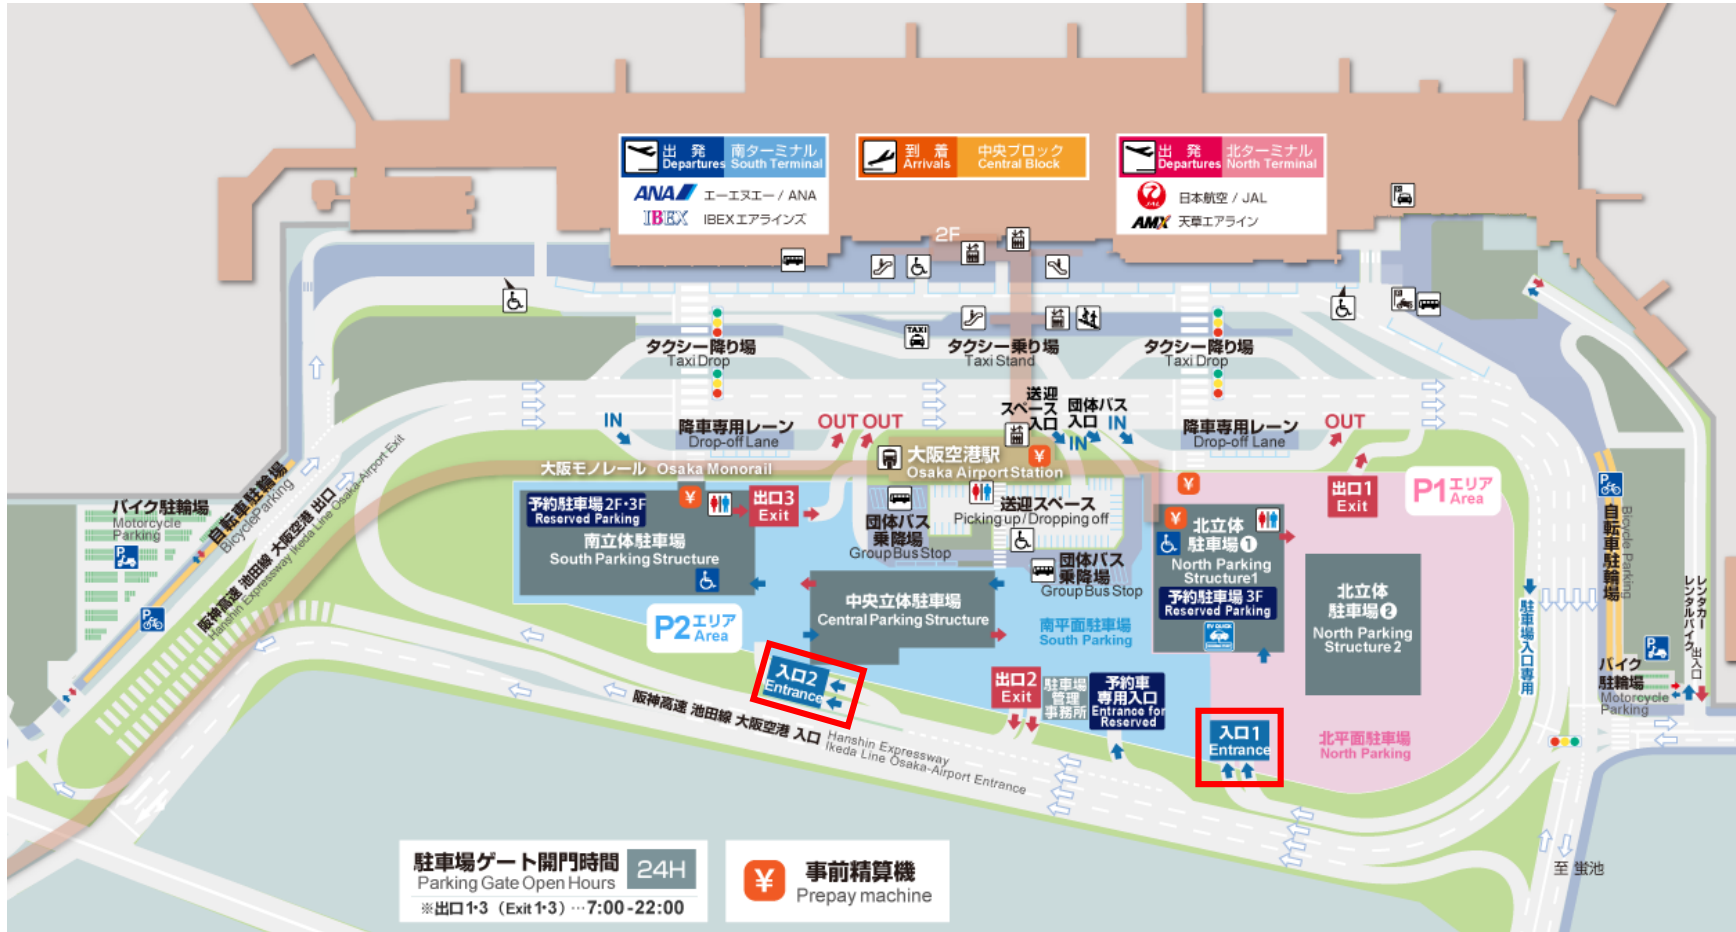 出発
Departures
南ターミナル
South Terminal
ANA エーエヌエー / ANA
IBEX IBEXエアラインズ
到着
Arrivals
中央ブロック
Central Block
出発
Departures
北ターミナル
North Terminal
JAL 日本航空 / JAL
AMX 天草エアライン
2F
TAXI
タクシー降り場
Taxi Drop
タクシー乗り場
Taxi Stand
タクシー降り場
Taxi Drop
IN
降車専用レーン
Drop-off Lane
OUT OUT
送迎
スペース
入口
IN
団体バス
入口
IN
降車専用レーン
Drop-off Lane
OUT
大阪モノレール Osaka Monorail
大阪空港駅
Osaka Airport Station
¥
バイク駐輪場
Motorcycle
Parking
P
自転車駐輪場
Bicycle Parking
P
阪神高速 池田線 大阪空港 出口
Hanshin Expressway Ikeda Line Osaka-Airport Exit
予約駐車場2F・3F
Reserved Parking
¥
出口3
Exit
南立体駐車場
South Parking Structure
団体バス
乗降場
Group Bus Stop
送迎スペース
Picking up / Dropping off
団体バス
乗降場
Group Bus Stop
¥
¥
北立体
駐車場❶
North Parking
Structure1
予約駐車場 3F
Reserved Parking
EV QUICK
出口1
Exit
P1エリア
Area
北立体
駐車場❷
North Parking
Structure2
P2エリア
Area
中央立体駐車場
Central Parking Structure
南平面駐車場
South Parking
入口2
Entrance
出口2
Exit
駐車場
管理
事務所
予約車
専用入口
Entrance for
Reserved
入口1
Entrance
北平面駐車場
North Parking
阪神高速 池田線 大阪空港 入口
Hanshin Expressway
Ikeda Line Osaka-Airport Entrance
駐車場入口専用
P
自転車駐輪場
Bicycle Parking
P
バイク
駐輪場
Motorcycle
Parking
レンタカー
レンタルバイク
出入口
至 蛍池
駐車場ゲート開門時間
Parking Gate Open Hours
24H
※出口1・3 (Exit 1・3) …7:00-22:00
¥
事前精算機
Prepay machine